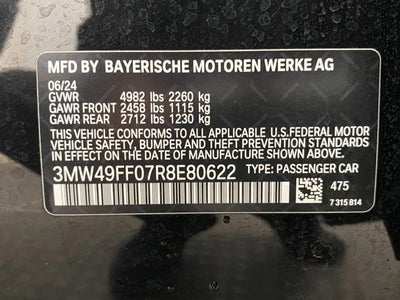 MFD BY BAYERISCHE MOTOREN WERKE AG
06/24
GVWR 4982 lbs 2260 kg
GAWR FRONT 2458 lbs 1115 kg
GAWR REAR 2712 lbs 1230 kg
THIS VEHICLE CONFORMS TO ALL APPLICABLE U.S.FEDERAL MOTOR
VEHICLE SAFETY, BUMPER AND THEFT PREVENTION STANDARDS
IN EFFECT ON THE DATE OF MANUFACTURE SHOWN ABOVE.
3MW49FF07R8E80622 TYPE: PASSENGER CAR
475
7 315 814